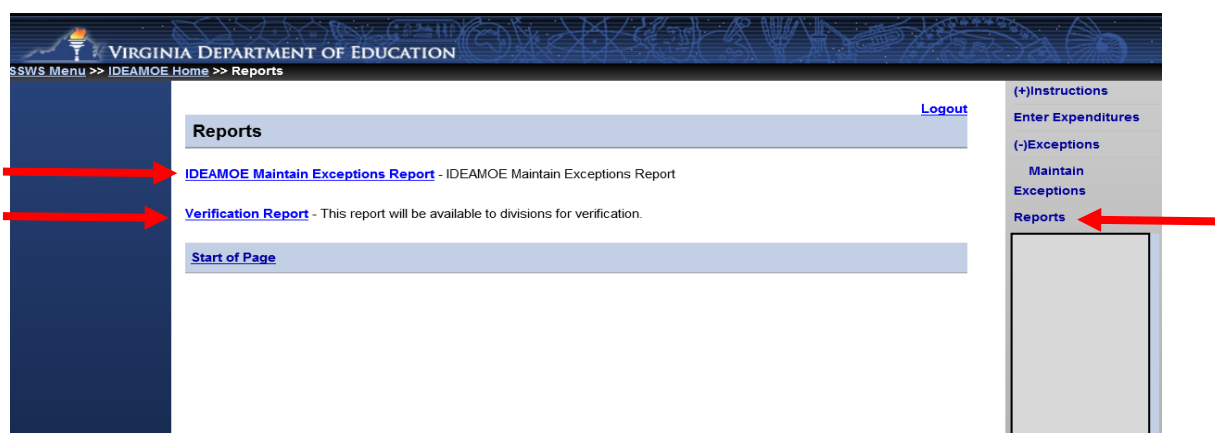 VIRGINIA DEPARTMENT OF EDUCATION
SSWS Menu >> IDEAMOE Home >> Reports
Logout
Reports
IDEAMOE Maintain Exceptions Report - IDEAMOE Maintain Exceptions Report
Verification Report - This report will be available to divisions for verification.
Start of Page
(+)Instructions
Enter Expenditures
(-)Exceptions
Maintain
Exceptions
Reports